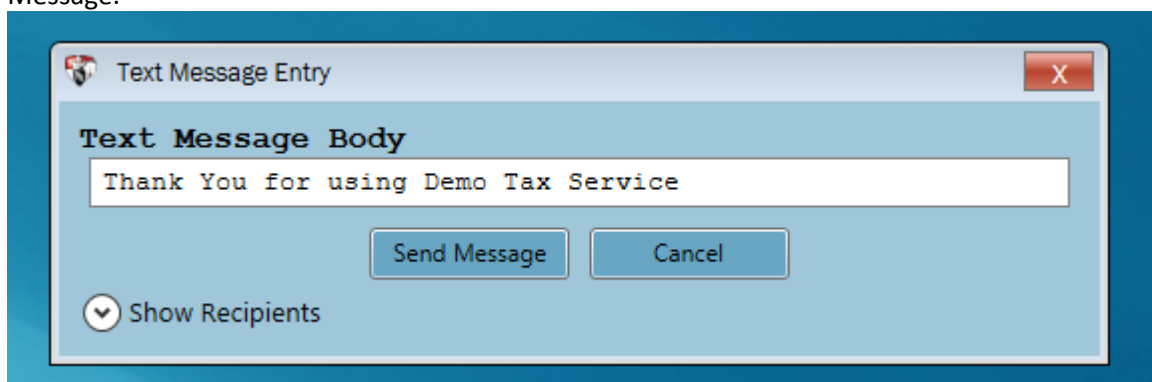 Message:
Text Message Entry
X
Text Message Body
Thank You for using Demo Tax Service
Send Message
Cancel
Show Recipients